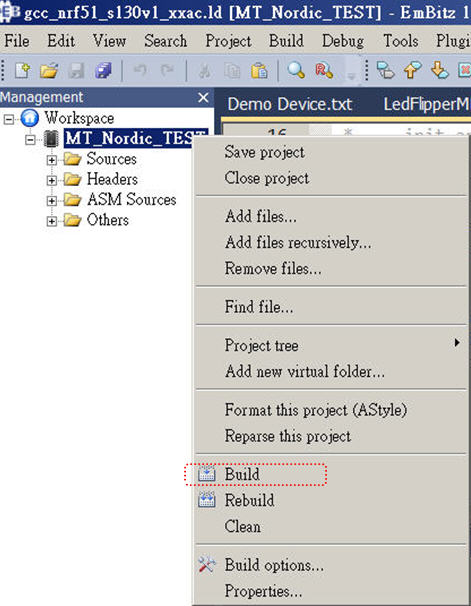 gcc_nrf51_s130v1_xxac.ld [MT_Nordic_TEST] - EmBitz
File Edit View Search Project Build Debug Tools Plugi
Management
Demo Device.txt LedFlipperM
Workspace
MT_Nordic_TEST
Sources
Headers
ASM Sources
Others
16 * init
Save project
Close project
Add files...
Add files recursively...
Remove files...
Find file...
Project tree
Add new virtual folder...
Format this project (AStyle)
Reparse this project
Build
Rebuild
Clean
Build options...
Properties...